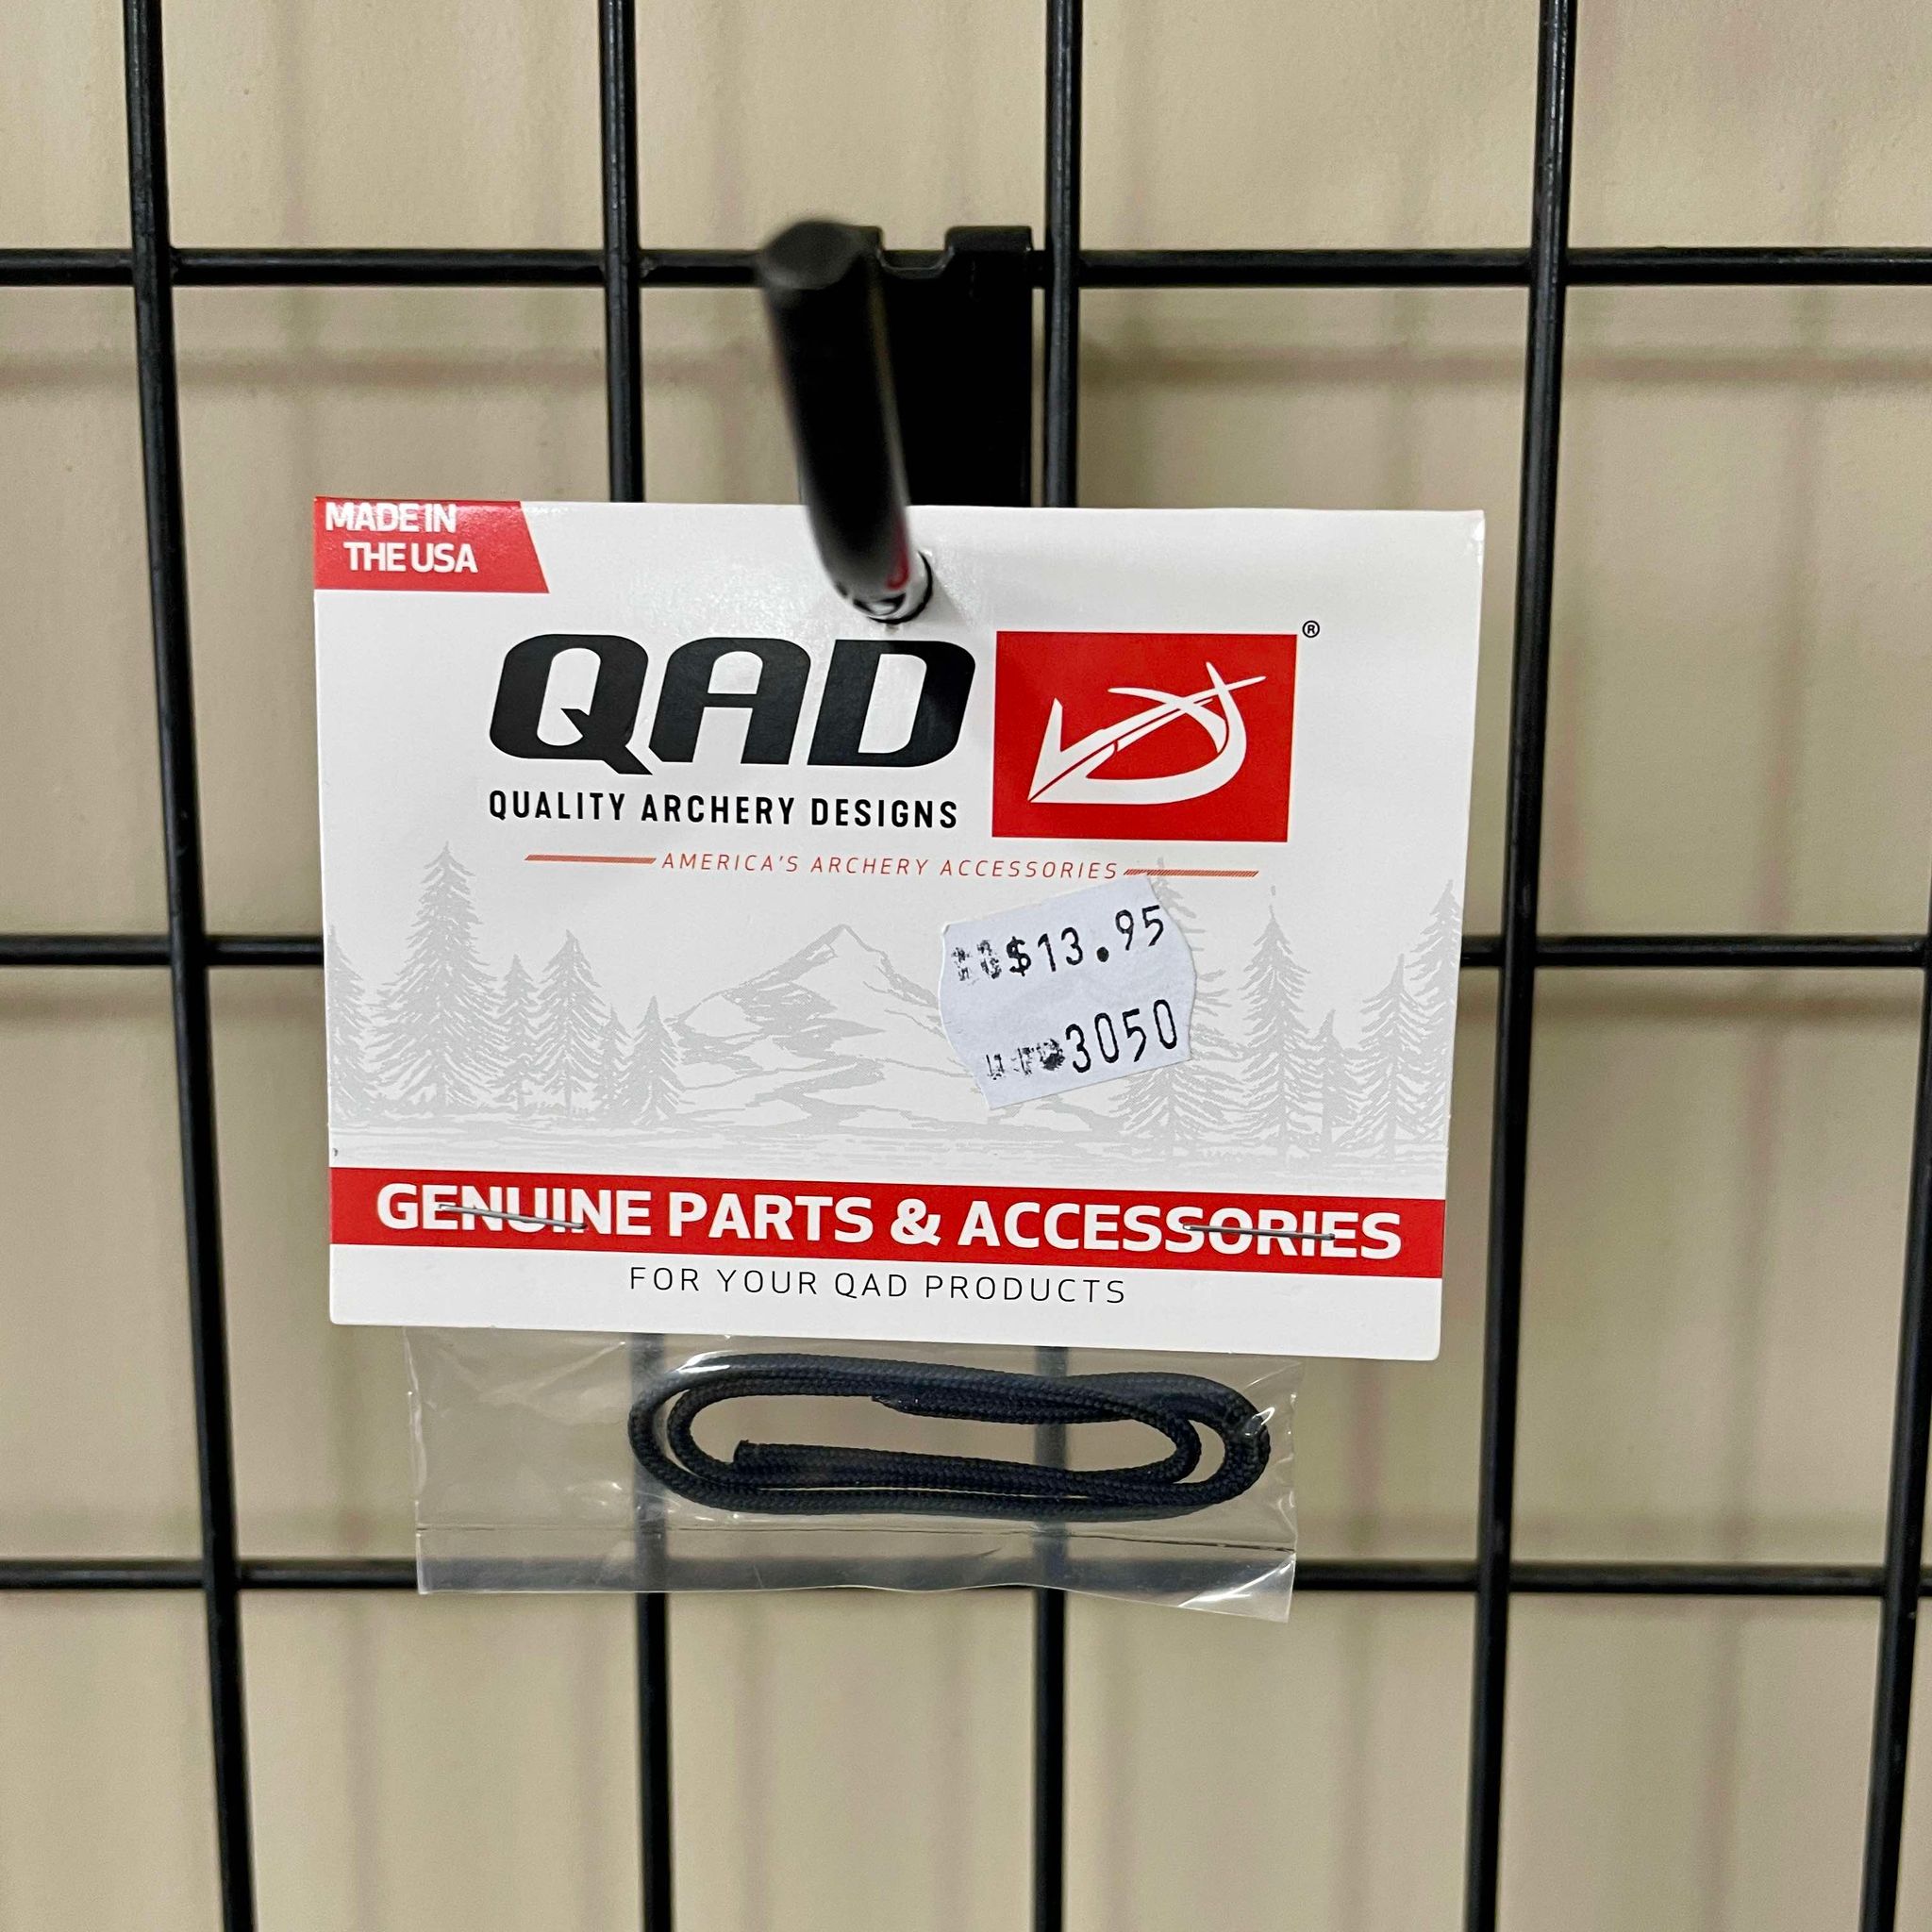 MADE IN
THE USA
QAD
®
QUALITY ARCHERY DESIGNS
AMERICA'S ARCHERY ACCESSORIES
$13.95
3050
GENUINE PARTS & ACCESSORIES
FOR YOUR QAD PRODUCTS